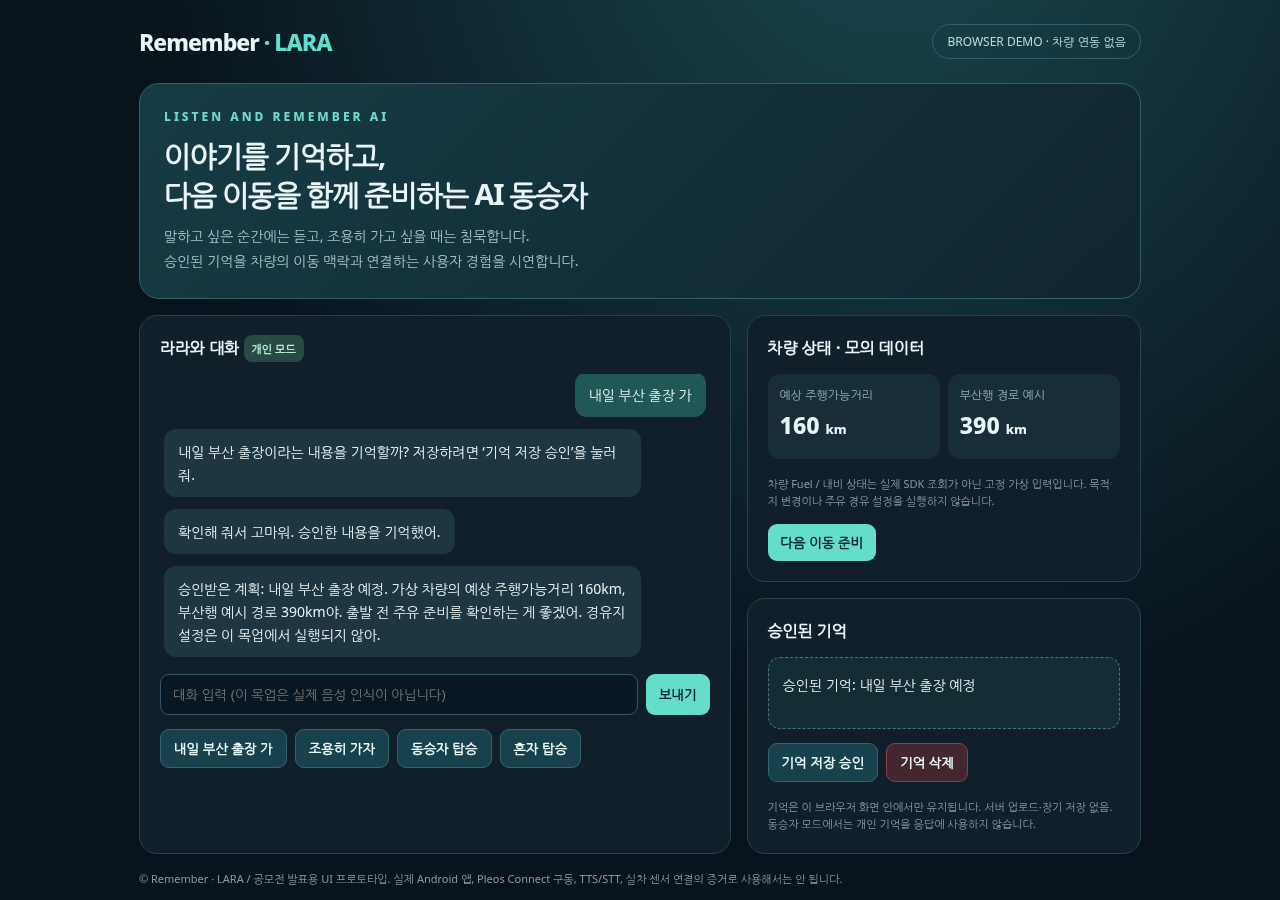 Remember · LARA
BROWSER DEMO · 차량 연동 없음
LISTEN AND REMEMBER AI
이야기를 기억하고,
다음 이동을 함께 준비하는 AI 동승자
말하고 싶은 순간에는 듣고, 조용히 가고 싶을 때는 침묵합니다.
승인된 기억을 차량의 이동 맥락과 연결하는 사용자 경험을 시연합니다.
라라와 대화 개인 모드
내일 부산 출장 가
내일 부산 출장이라는 내용을 기억할까? 저장하려면 ‘기억 저장 승인’을 눌러
줘.
확인해 줘서 고마워. 승인한 내용을 기억했어.
승인받은 계획: 내일 부산 출장 예정. 가상 차량의 예상 주행가능거리 160km,
부산행 예시 경로 390km야. 출발 전 주유 준비를 확인하는 게 좋겠어. 경유지
설정은 이 목업에서 실행되지 않아.
대화 입력 (이 목업은 실제 음성 인식이 아닙니다)
보내기
내일 부산 출장 가
조용히 가자
동승자 탑승
혼자 탑승
차량 상태 · 모의 데이터
예상 주행가능거리
160 km
부산행 경로 예시
390 km
차량 Fuel / 내비 상태는 실제 SDK 조회가 아닌 고정 가상 입력입니다. 목적
지 변경이나 주유 경유 설정을 실행하지 않습니다.
다음 이동 준비
승인된 기억
승인된 기억: 내일 부산 출장 예정
기억 저장 승인
기억 삭제
기억은 이 브라우저 화면 안에서만 유지됩니다. 서버 업로드·장기 저장 없음.
동승자 모드에서는 개인 기억을 응답에 사용하지 않습니다.
© Remember · LARA / 공모전 발표용 UI 프로토타입. 실제 Android 앱, Pleos Connect 구동, TTS/STT, 실차 센서 연결의 증거로 사용해서는 안 됩니다.